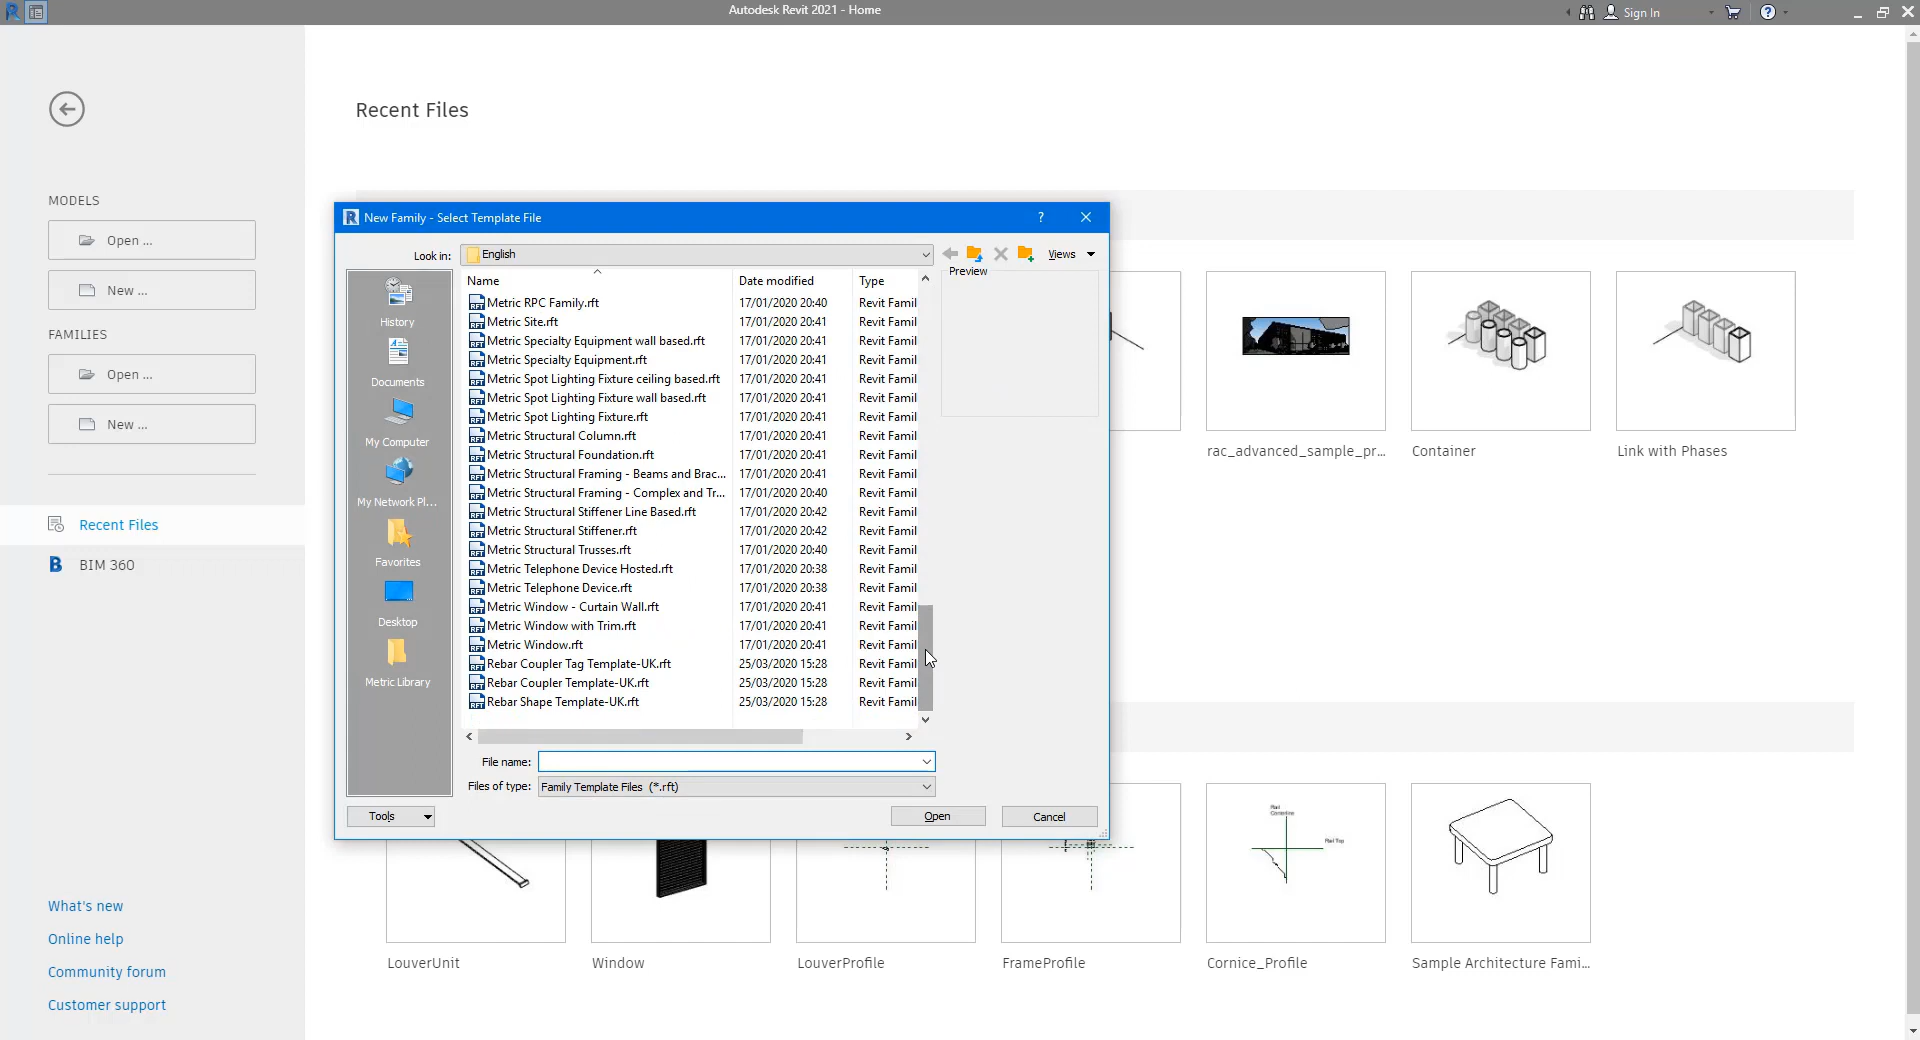 Autodesk Revit 2021 - Home
Sign In
Recent Files
MODELS
Open ...
New ...
FAMILIES
Open ...
New ...
Recent Files
BIM 360
What's new
Online help
Community forum
Customer support
New Family - Select Template File
Look in:
English
Views
Preview
History
Documents
My Computer
My Network Pl...
Favorites
Desktop
Metric Library
Name Date modified Type
Metric RPC Family.rft 17/01/2020 20:40 Revit Famil
Metric Site.rft 17/01/2020 20:41 Revit Famil
Metric Specialty Equipment wall based.rft 17/01/2020 20:41 Revit Famil
Metric Specialty Equipment.rft 17/01/2020 20:41 Revit Famil
Metric Spot Lighting Fixture ceiling based.rft 17/01/2020 20:41 Revit Famil
Metric Spot Lighting Fixture wall based.rft 17/01/2020 20:41 Revit Famil
Metric Spot Lighting Fixture.rft 17/01/2020 20:41 Revit Famil
Metric Structural Column.rft 17/01/2020 20:41 Revit Famil
Metric Structural Foundation.rft 17/01/2020 20:41 Revit Famil
Metric Structural Framing - Beams and Brac... 17/01/2020 20:41 Revit Famil
Metric Structural Framing - Complex and Tr... 17/01/2020 20:40 Revit Famil
Metric Structural Stiffener Line Based.rft 17/01/2020 20:42 Revit Famil
Metric Structural Stiffener.rft 17/01/2020 20:42 Revit Famil
Metric Structural Trusses.rft 17/01/2020 20:40 Revit Famil
Metric Telephone Device Hosted.rft 17/01/2020 20:38 Revit Famil
Metric Telephone Device.rft 17/01/2020 20:38 Revit Famil
Metric Window - Curtain Wall.rft 17/01/2020 20:41 Revit Famil
Metric Window with Trim.rft 17/01/2020 20:41 Revit Famil
Metric Window.rft 17/01/2020 20:41 Revit Famil
Rebar Coupler Tag Template-UK.rft 25/03/2020 15:28 Revit Famil
Rebar Coupler Template-UK.rft 25/03/2020 15:28 Revit Famil
Rebar Shape Template-UK.rft 25/03/2020 15:28 Revit Famil
File name:
Files of type: Family Template Files (*.rft)
Tools
Open
Cancel
rac_advanced_sample_pr...
Container
Link with Phases
Rail
Centerline
Rail Top
LouverUnit
Window
LouverProfile
FrameProfile
Cornice_Profile
Sample Architecture Fami...